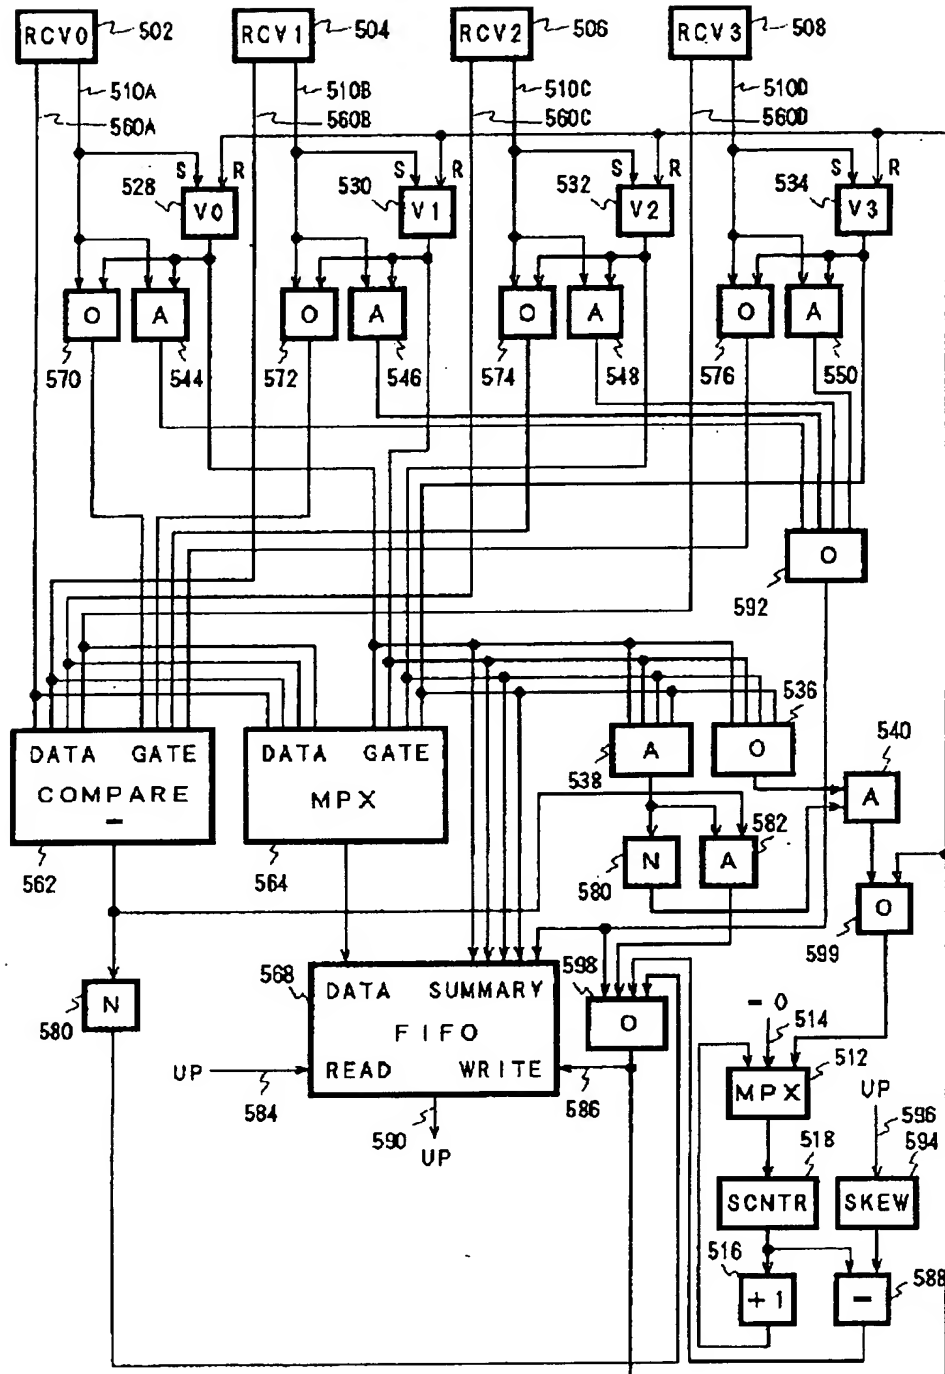 RCV0 502 RCV1 504 RCV2 506 RCV3 508
510A 510B 510C 510D
560A 560B 560C 560D
S R S R S R S R
528 530 532 534
V0 V1 V2 V3
O A O A O A O A
570 544 572 546 574 548 576 550
O
592
536
DATA GATE DATA GATE A O 540
COMPARE MPX 538 A
- 582
562 564 580 N A
O
599
568 598
N DATA SUMMARY O
580 FIFO - 0
514
UP READ WRITE 512
584 586 MPX UP
590 596
UP 518 594
SCNTR SKEW
516
+1 - 588